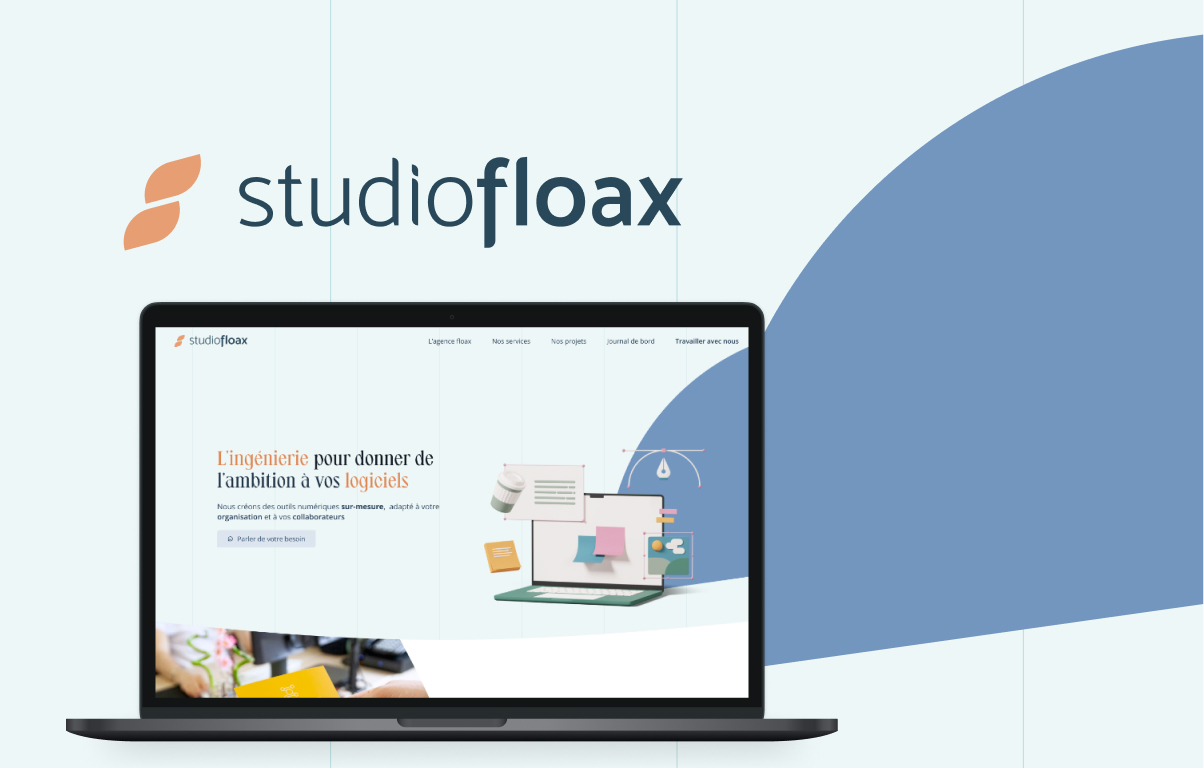 studiofloax
studiofloax
L'agence floax
Nos services
Nos projets
Journal de bord
Travailler avec nous
L'ingénierie pour donner de
l'ambition à vos logiciels
Nous créons des outils numériques sur-mesure, adapté à votre
organisation et à vos collaborateurs
Parler de votre besoin